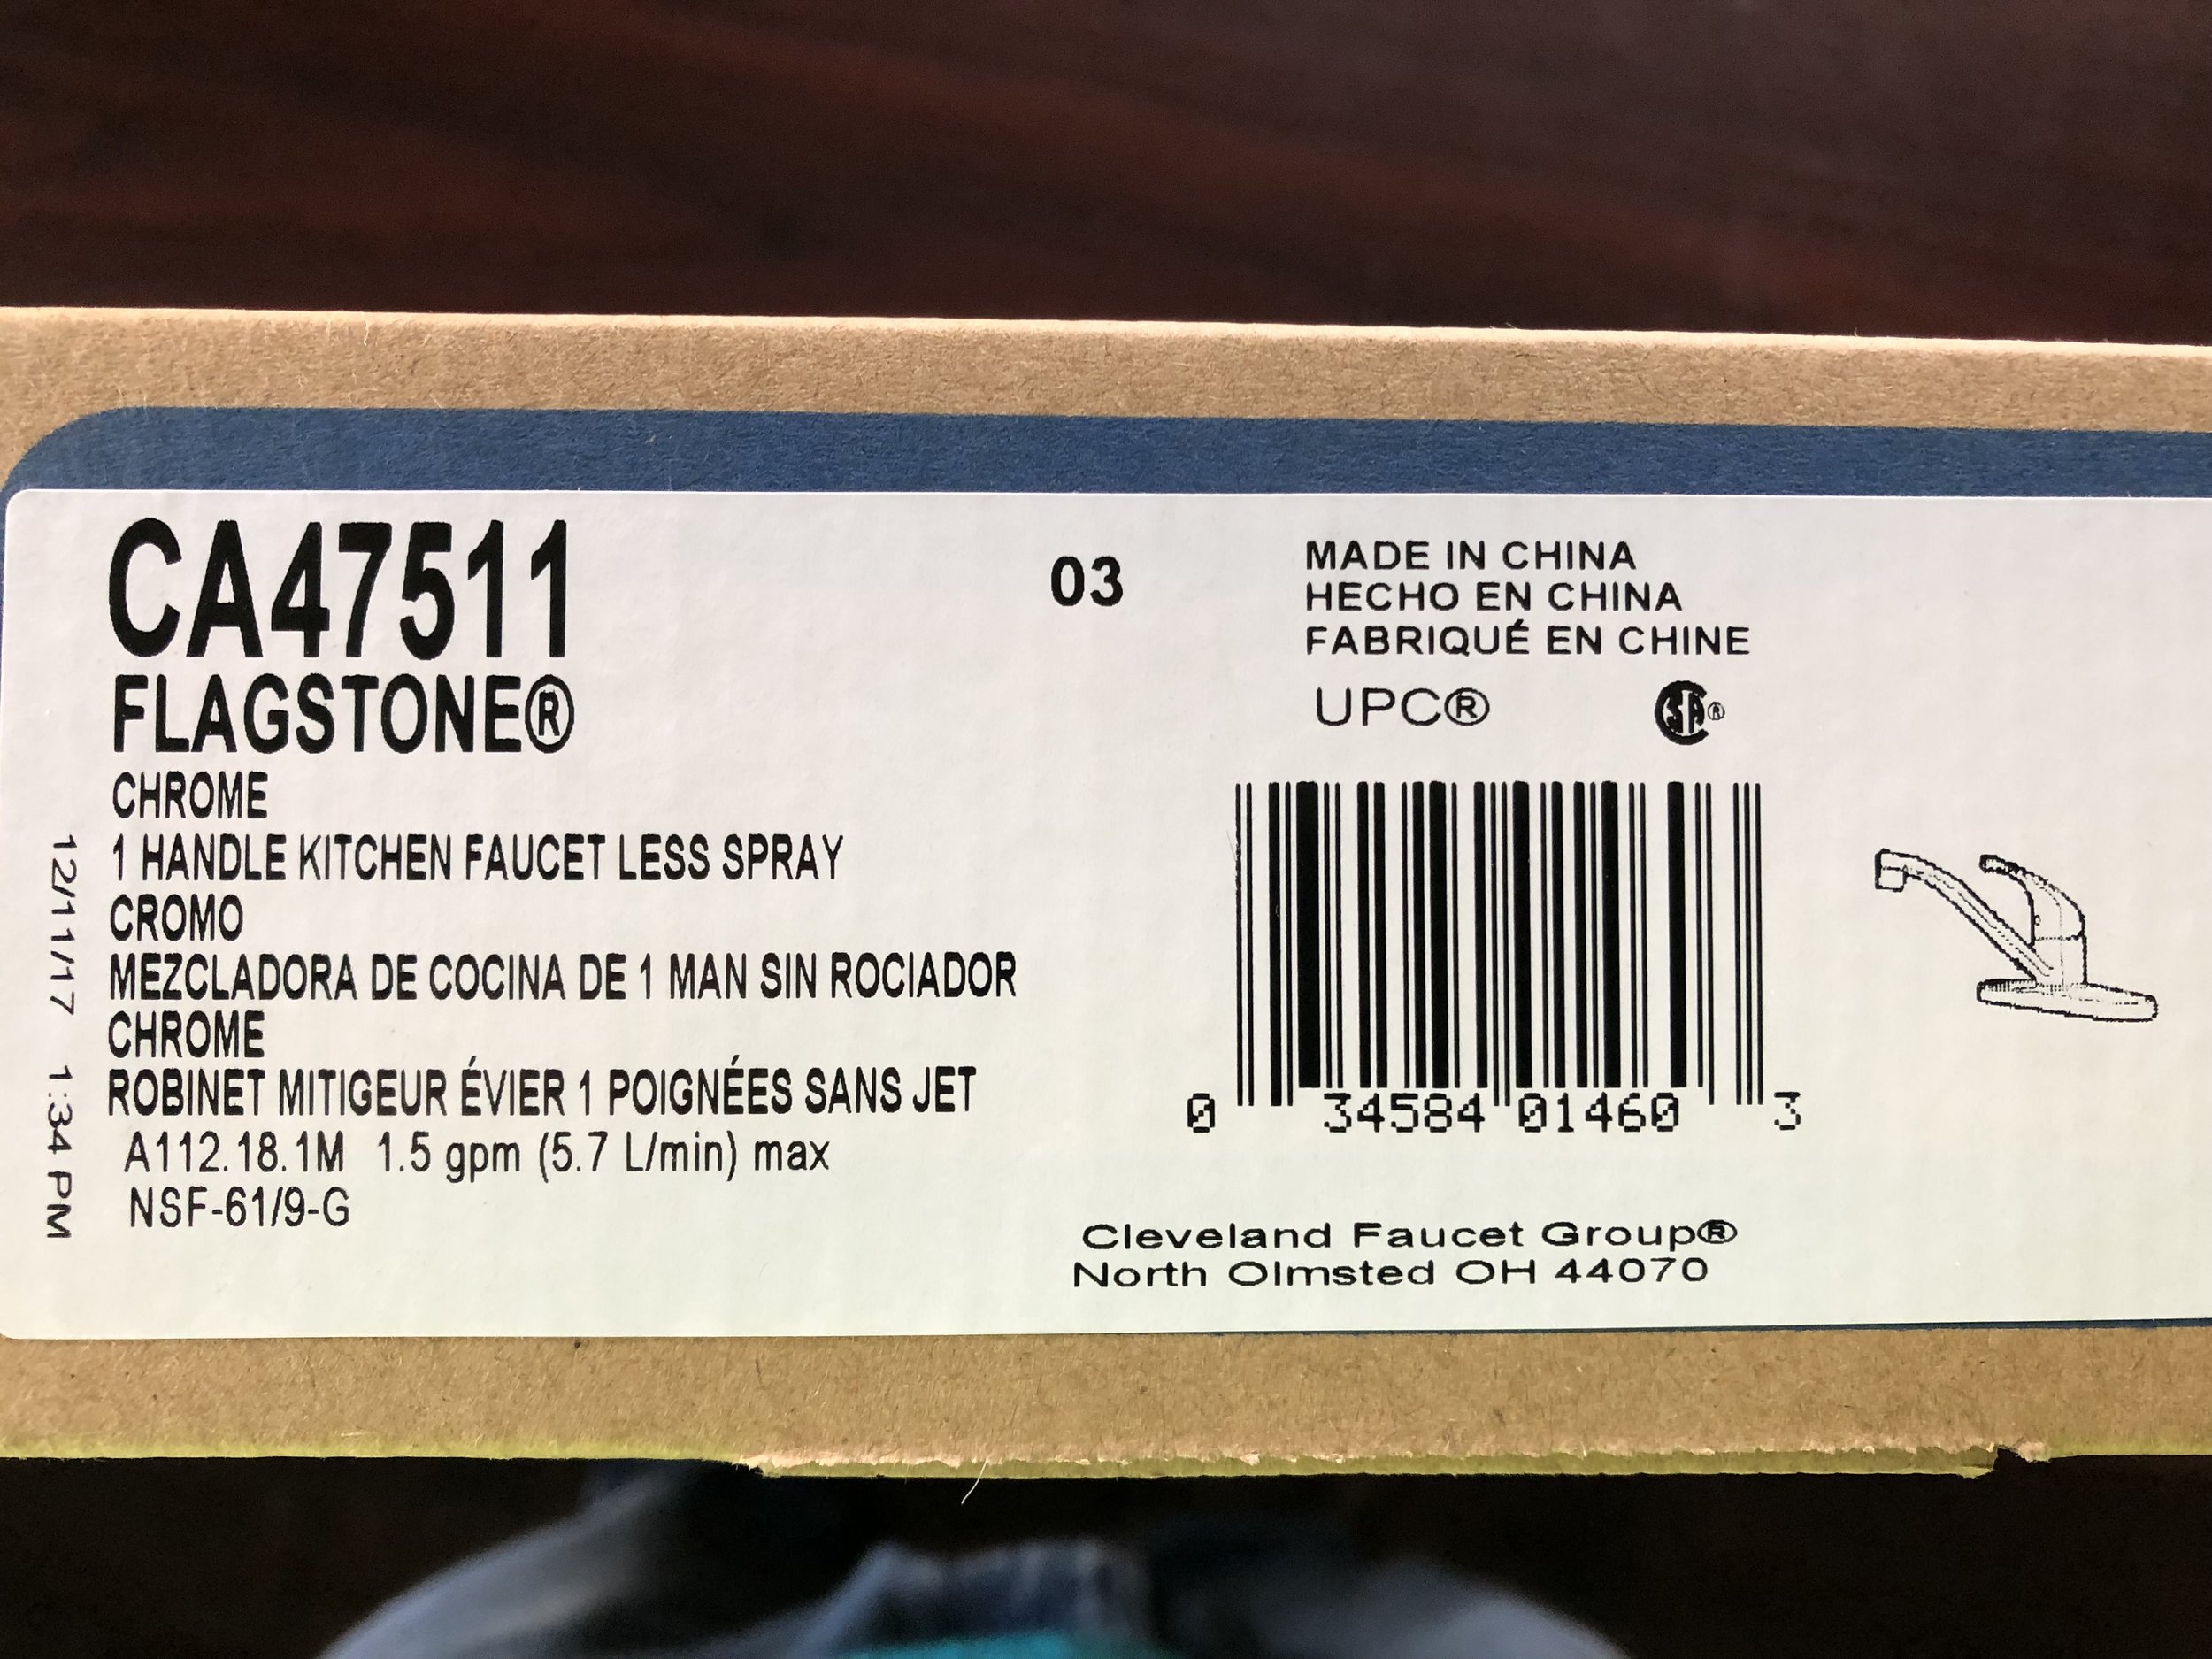 CA47511
FLAGSTONE®
CHROME
1 HANDLE KITCHEN FAUCET LESS SPRAY
CROMO
MEZCLADORA DE COCINA DE 1 MAN SIN ROCIADOR
CHROME
ROBINET MITIGEUR ÉVIER 1 POIGNÉES SANS JET
A112.18.1M 1.5 gpm (5.7 L/min) max
NSF-61/9-G
12/11/17 1:34 PM
03
MADE IN CHINA
HECHO EN CHINA
FABRIQUÉ EN CHINE
UPC® CSA®
0 34584 01460 3
Cleveland Faucet Group®
North Olmsted OH 44070